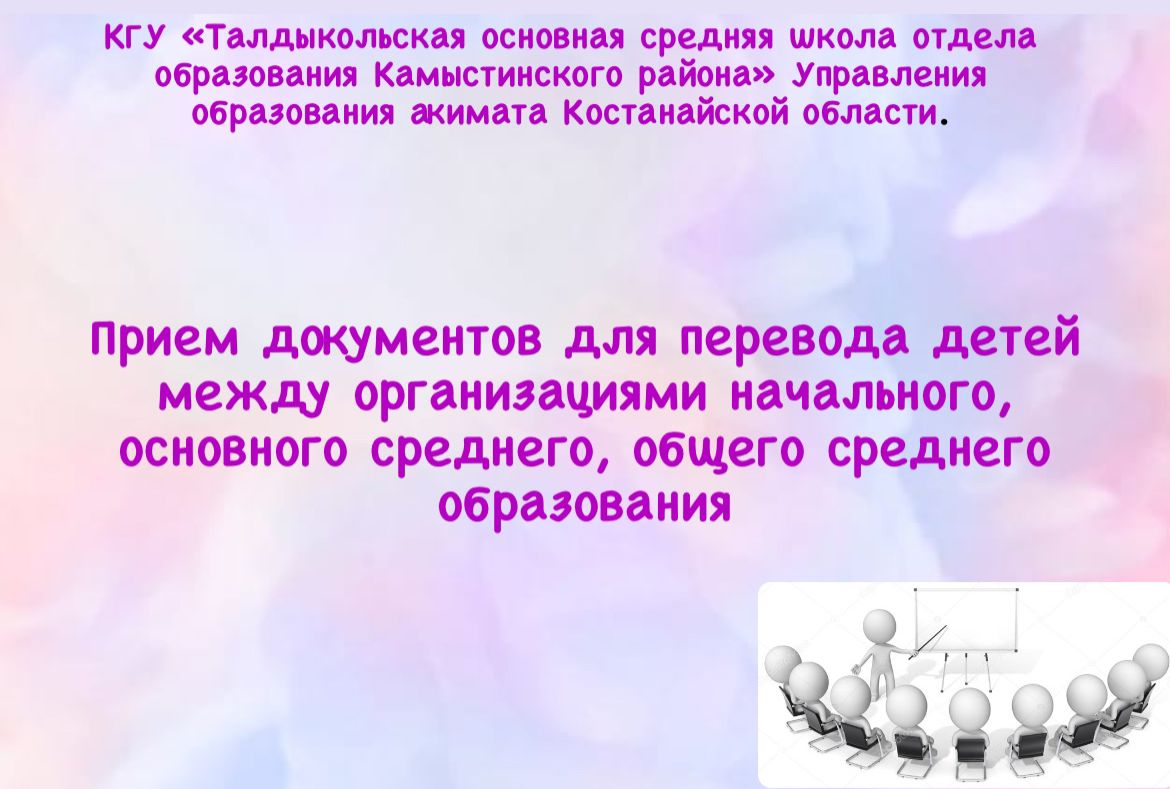 КГУ «Талдыкольская основная средняя школа отдела
образования Камыстинского района» Управления
образования акимата Костанайской области.
Прием документов для перевода детей
между организациями начального,
основного среднего, общего среднего
образования